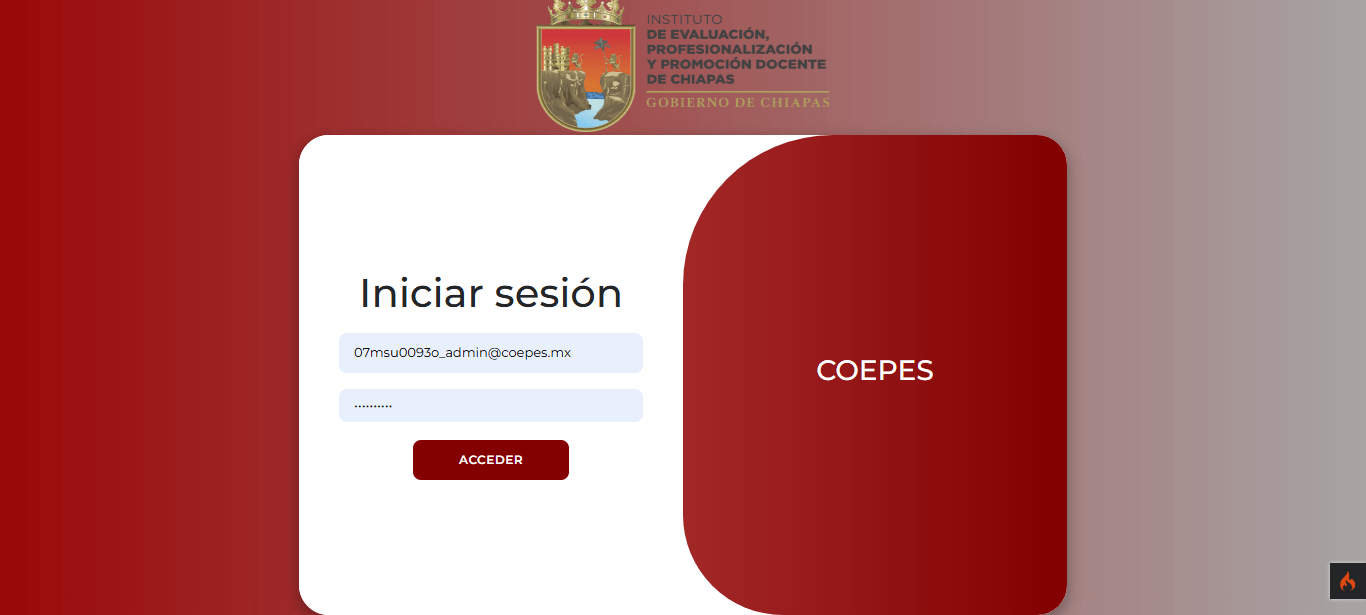 INSTITUTO
DE EVALUACIÓN,
PROFESIONALIZACIÓN
Y PROMOCIÓN DOCENTE
DE CHIAPAS
GOBIERNO DE CHIAPAS
Iniciar sesión
07msu0093o_admin@coepes.mx
••••••••••
ACCEDER
COEPES